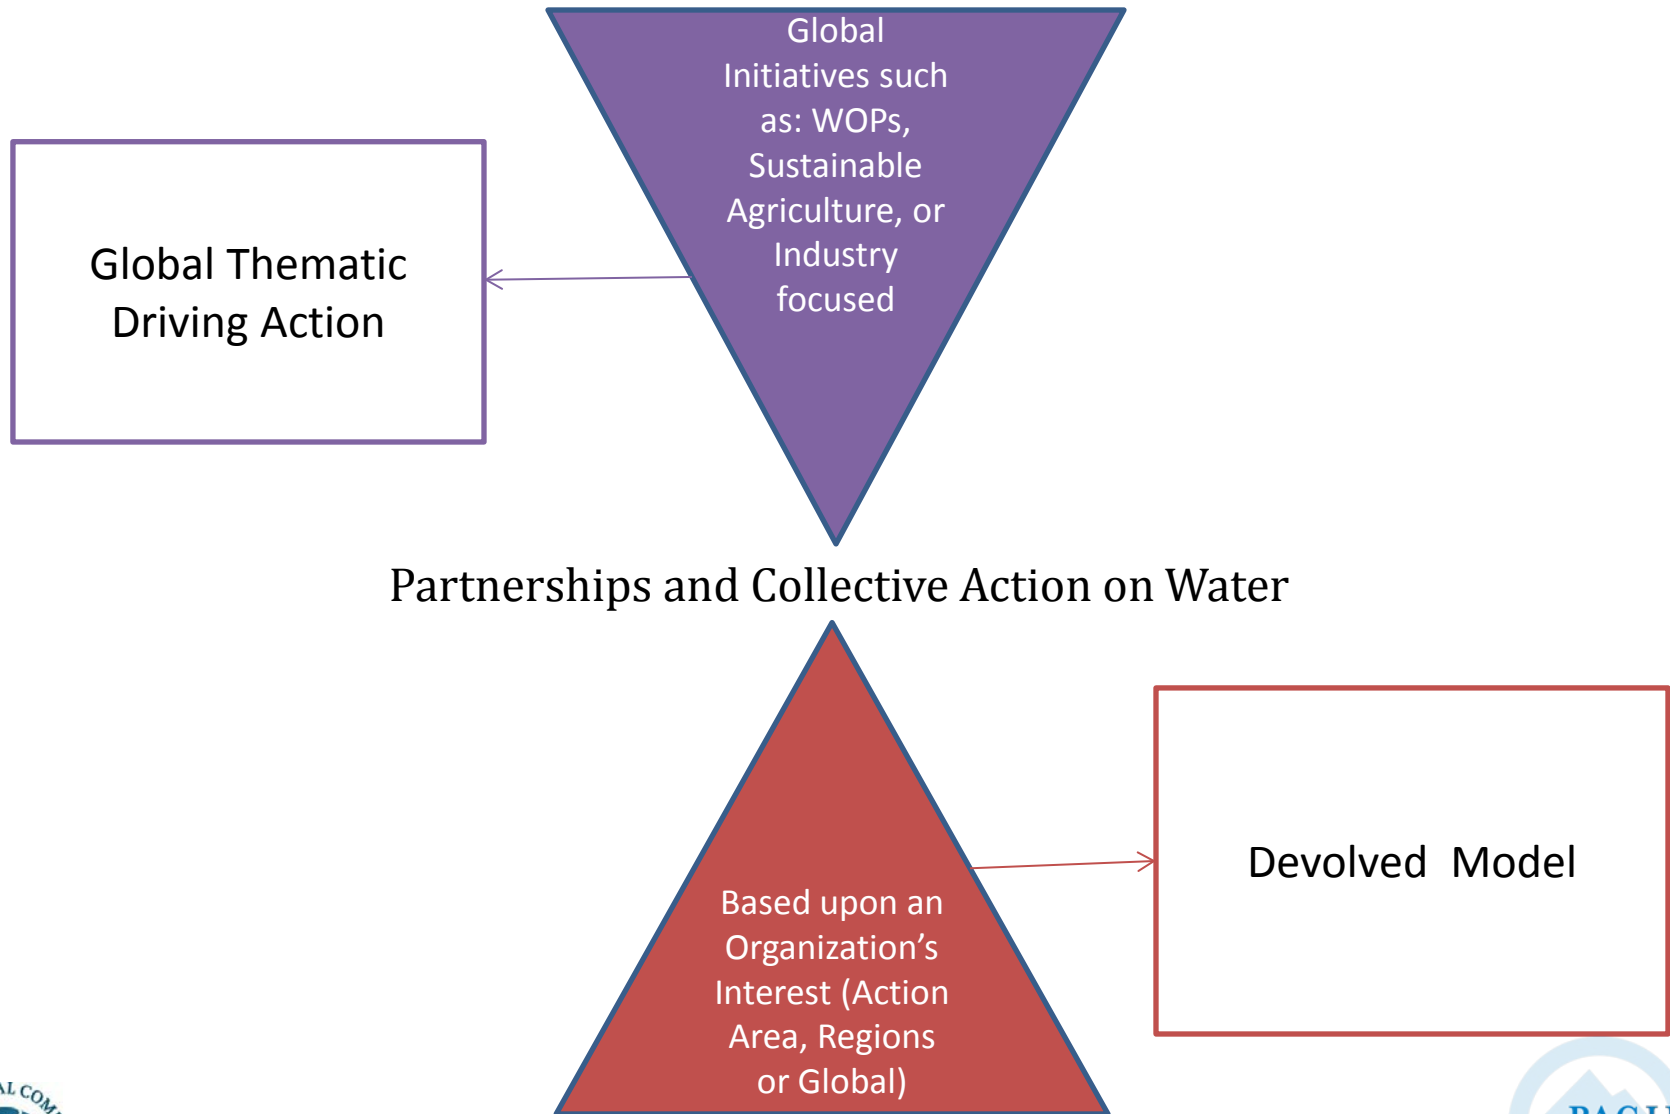 Global
Initiatives such
as: WOPs,
Sustainable
Agriculture, or
Industry
focused
Global Thematic
Driving Action
Partnerships and Collective Action on Water
Devolved  Model
Based upon an
Organization’s
Interest (Action
Area, Regions
or Global)